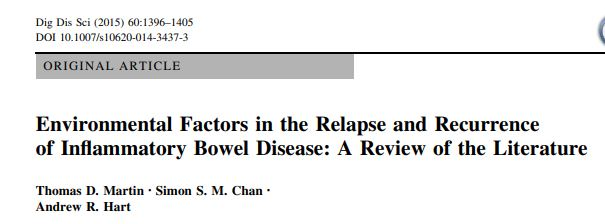 Dig Dis Sci (2015) 60:1396–1405
DOI 10.1007/s10620-014-3437-3
ORIGINAL ARTICLE
Environmental Factors in the Relapse and Recurrence
of Inflammatory Bowel Disease: A Review of the Literature
Thomas D. Martin · Simon S. M. Chan ·
Andrew R. Hart